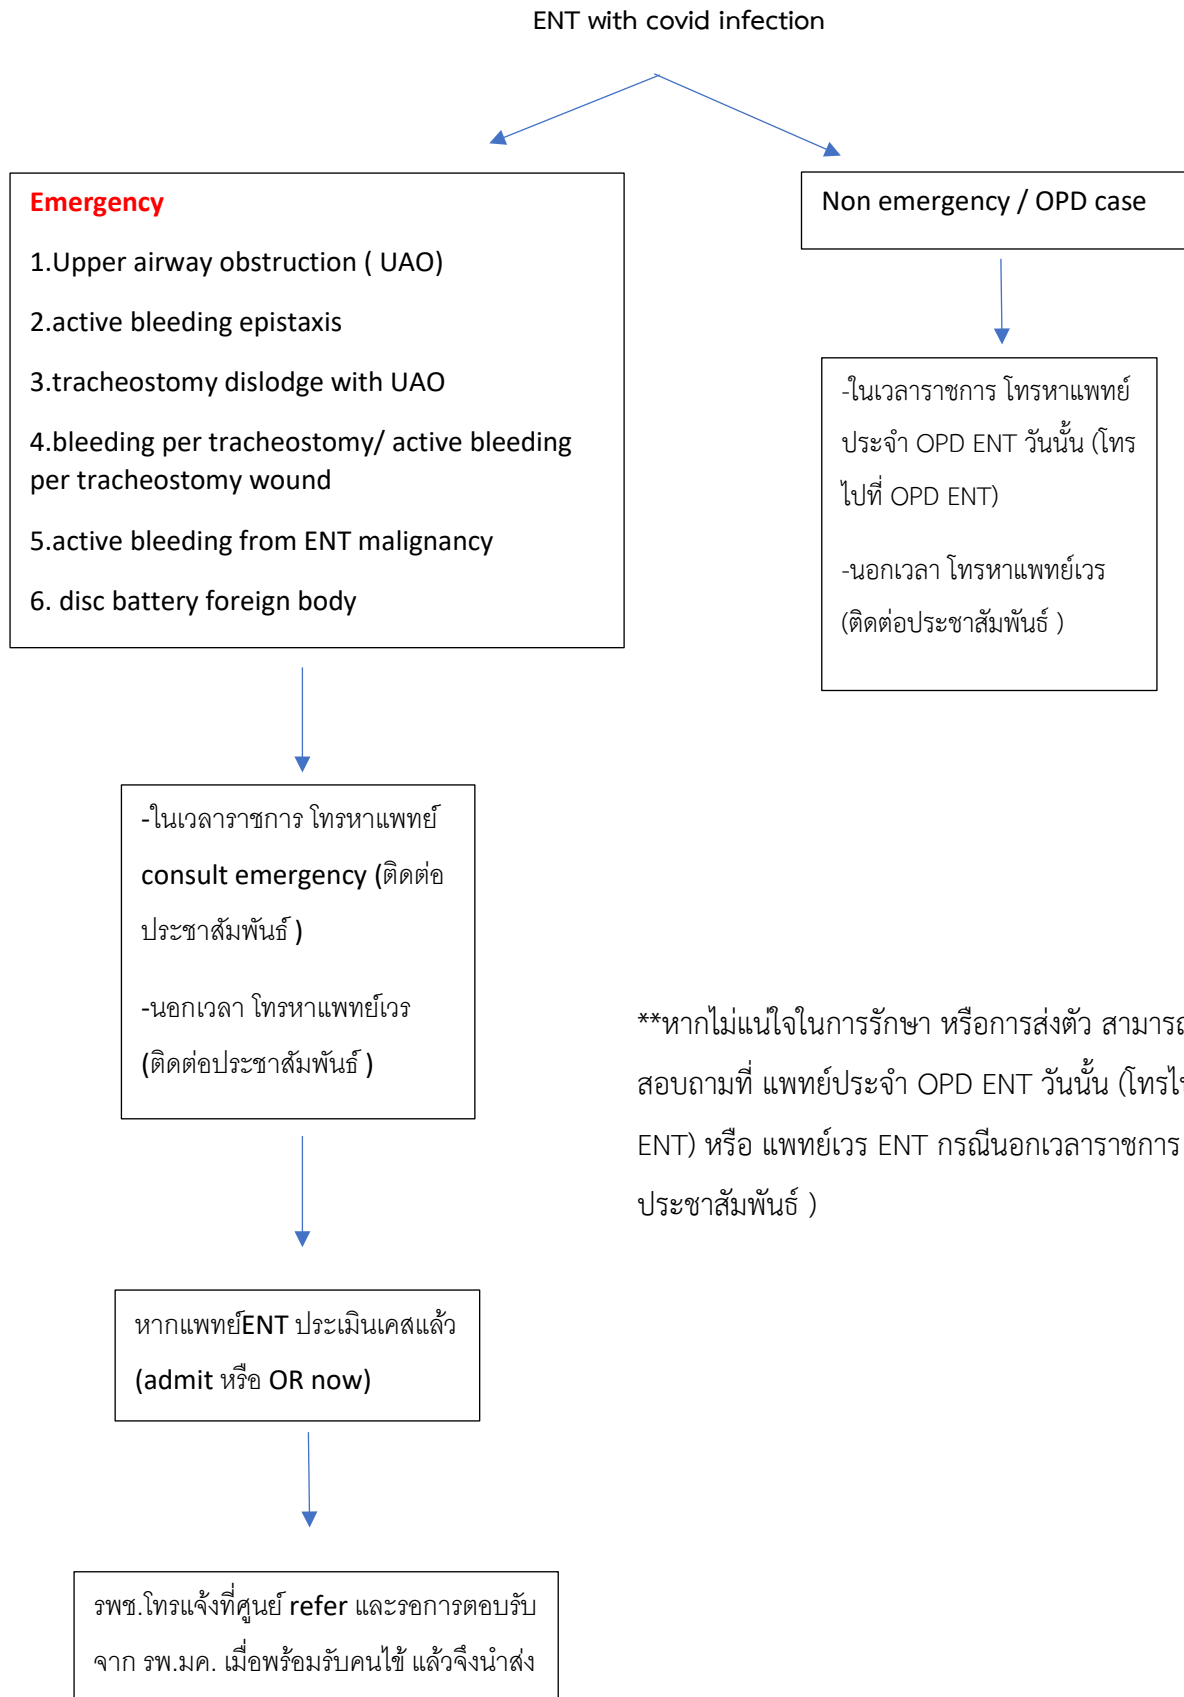 ENT with covid infection
Emergency
1.Upper airway obstruction ( UAO)
2.active bleeding epistaxis
3.tracheostomy dislodge with UAO
4.bleeding per tracheostomy/ active bleeding
per tracheostomy wound
5.active bleeding from ENT malignancy
6. disc battery foreign body
Non emergency / OPD case
-ในเวลาราชการ โทรหาแพทย์
ประจำ OPD ENT วันนั้น (โทร
ไปที่ OPD ENT)
-นอกเวลา โทรหาแพทย์เวร
(ติดต่อประชาสัมพันธ์ )
-ในเวลาราชการ โทรหาแพทย์
consult emergency (ติดต่อ
ประชาสัมพันธ์ )
-นอกเวลา โทรหาแพทย์เวร
(ติดต่อประชาสัมพันธ์ )
**หากไม่แน่ใจในการรักษา หรือการส่งตัว
สอบถามที่ แพทย์ประจำ OPD ENT วันนั้น
ENT) หรือ แพทย์เวร ENT กรณีนอกเวลาราชการ
ประชาสัมพันธ์ )
หากแพทย์ENT ประเมินเคสแล้ว
(admit หรือ OR now)
รพช.โทรแจ้งที่ศูนย์ refer และรอการตอบรับ
จาก รพ.มค. เมื่อพร้อมรับคนไข้ แล้วจึงนำส่ง